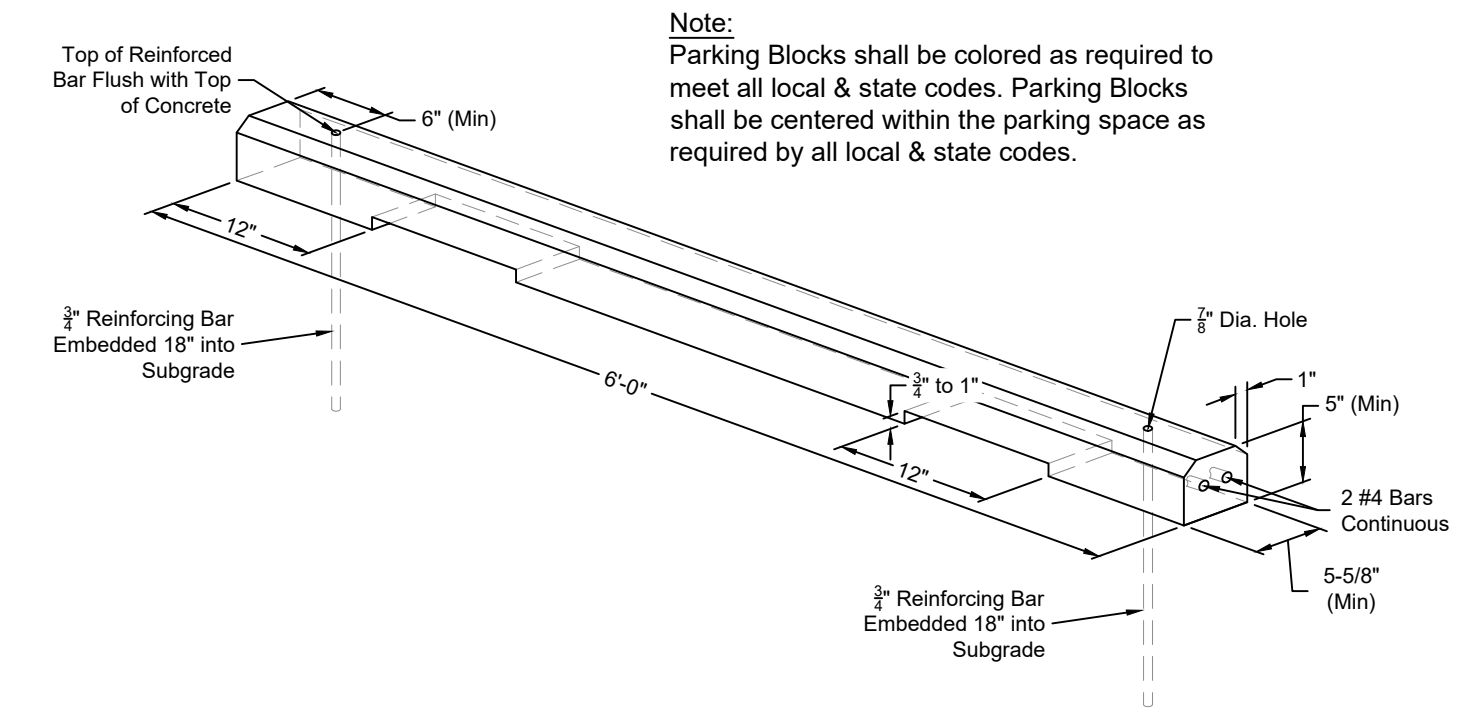 Note:
Parking Blocks shall be colored as required to
meet all local & state codes. Parking Blocks
shall be centered within the parking space as
required by all local & state codes.
Top of Reinforced
Bar Flush with Top
of Concrete
6" (Min)
12"
3/4" Reinforcing Bar
Embedded 18" into
Subgrade
6'-0"
7/8" Dia. Hole
3/4" to 1"
1"
5" (Min)
12"
2 #4 Bars
Continuous
5-5/8"
(Min)
3/4" Reinforcing Bar
Embedded 18" into
Subgrade